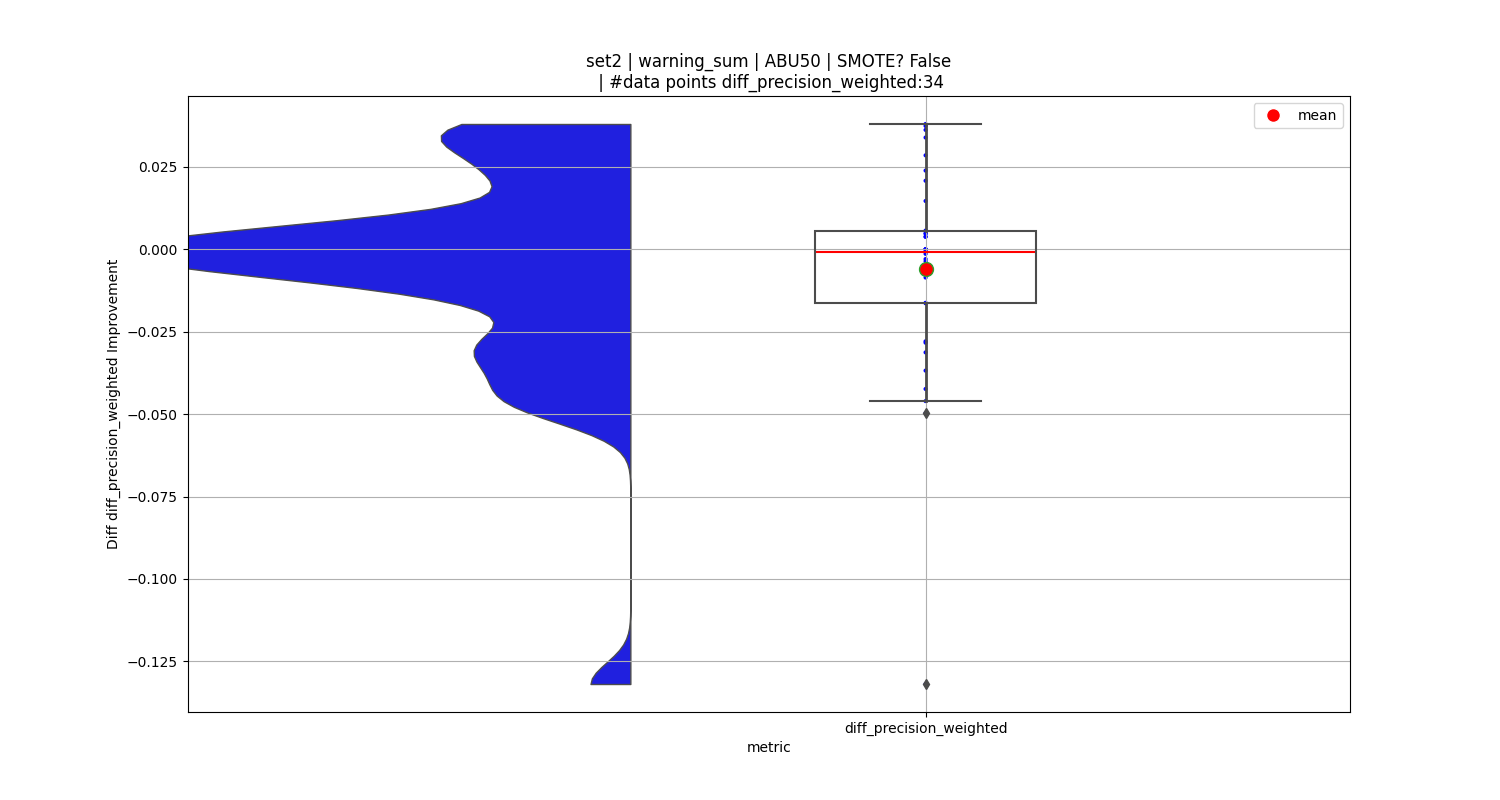 set2 | warning_sum | ABU50 | SMOTE? False
| #data points diff_precision_weighted:34
mean
0.025
0.000
−0.025
−0.050
−0.075
−0.100
−0.125
Diff diff_precision_weighted Improvement
diff_precision_weighted
metric